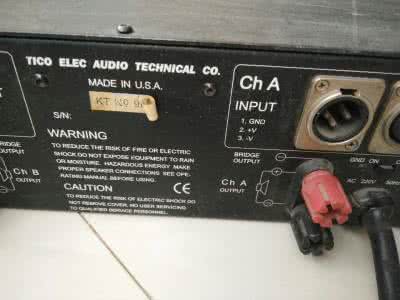 TICO ELEC AUDIO TECHNICAL CO.
MADE IN U.S.A.
S/N:
WARNING
TO REDUCE THE RISK OF FIRE OR ELECTRIC
SHOCK DO NOT EXPOSE EQUIPMENT TO RAIN
OR MOISTURE. HAZARDOUS ENERGY MAKE
PROPER SPEAKER CONNECTIONS SEE OPE-
RATING MANUAL BEFORE USING.
CAUTION CE
TO REDUCE THE RISK OF ELECTRIC SHOCK DO
NOT REMOVE COVER. NO USER SERVICING
TO QUALIFIED SERVICE PERSONNEL.
BRIDGE
OUTPUT
Ch B
OUTPUT
Ch A
INPUT
1. GND
2. +V
3. -V
BRIDGE
OUTPUT
Ch A
OUTPUT
GND ON
AC 220V